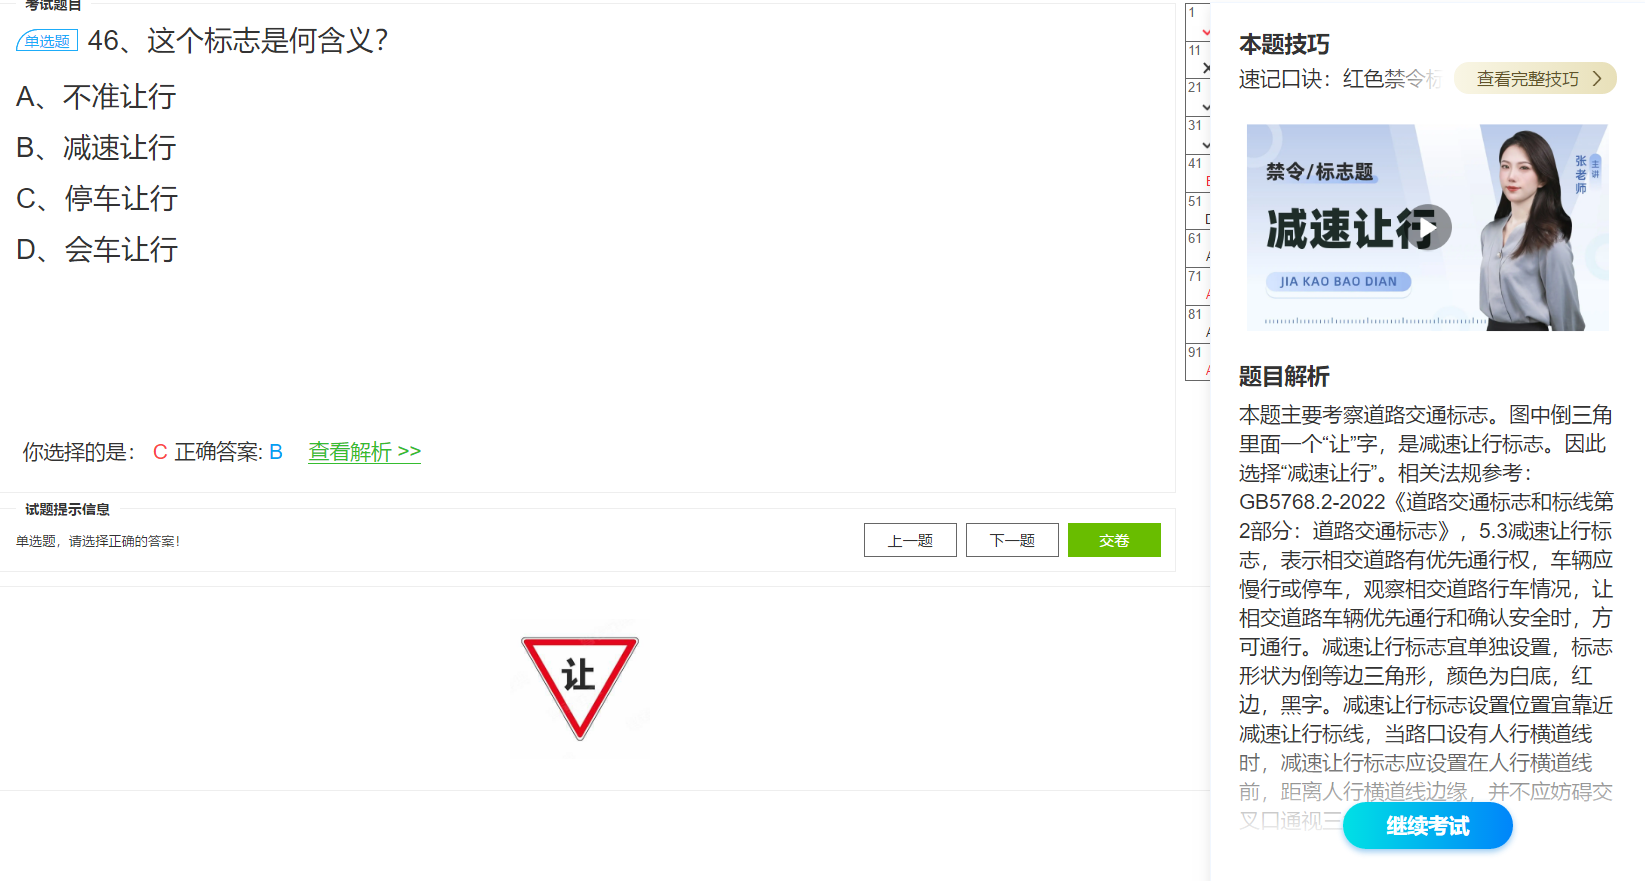 考试题目
单选题 46、这个标志是何含义？
A、不准让行
B、减速让行
C、停车让行
D、会车让行
你选择的是： C 正确答案: B 查看解析 >>
试题提示信息
单选题，请选择正确的答案！
上一题 下一题 交卷
让
1
11
21
31
41
51
61
A
71
81
A
91
本题技巧
速记口诀：红色禁令标 查看完整技巧
禁令/标志题
减速让行
JIA KAO BAO DIAN
张老师
主讲
题目解析
本题主要考察道路交通标志。图中倒三角
里面一个“让”字，是减速让行标志。因此
选择“减速让行”。相关法规参考：
GB5768.2-2022《道路交通标志和标线第
2部分：道路交通标志》，5.3减速让行标
志，表示相交道路有优先通行权，车辆应
慢行或停车，观察相交道路行车情况，让
相交道路车辆优先通行和确认安全时，方
可通行。减速让行标志宜单独设置，标志
形状为倒等边三角形，颜色为白底，红
边，黑字。减速让行标志设置位置宜靠近
减速让行标线，当路口设有人行横道线
时，减速让行标志应设置在人行横道线
前，距离人行横道线边缘，并不应妨碍交
叉口通视三
继续考试